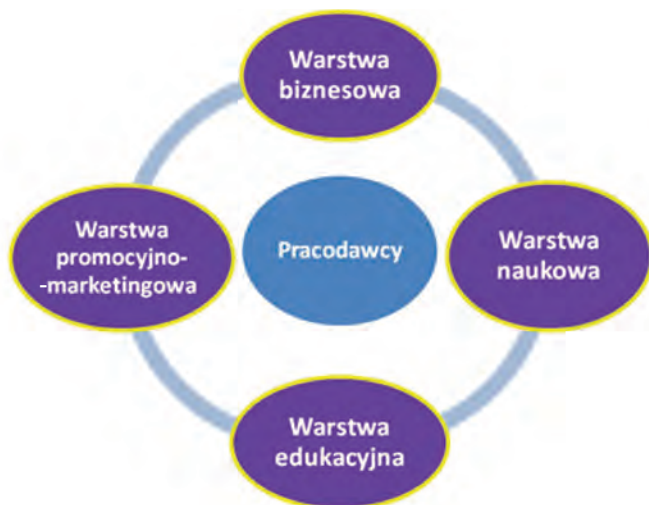 Warstwa
biznesowa
Warstwa
promocyjno-
-marketingowa
Pracodawcy
Warstwa
naukowa
Warstwa
edukacyjna